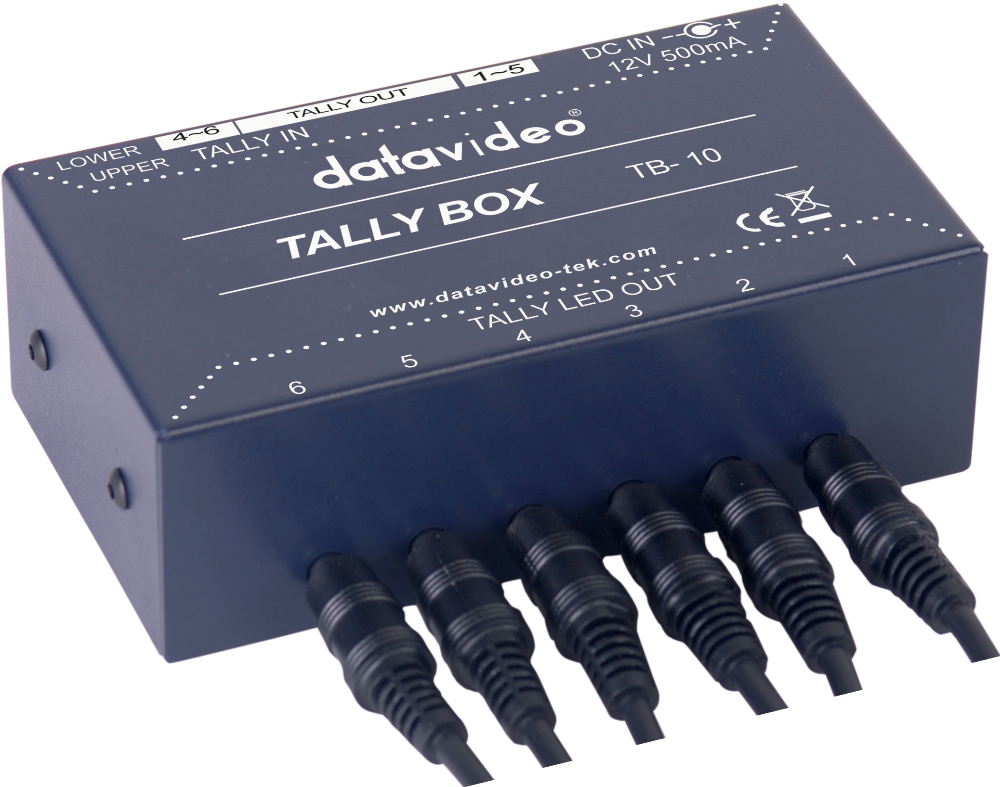 DC IN - +
12V 500mA
4~6 TALLY OUT 1~5
LOWER
UPPER TALLY IN
datavideo®
TALLY BOX TB- 10
CE
www.datavideo-tek.com
TALLY LED OUT
6 5 4 3 2 1